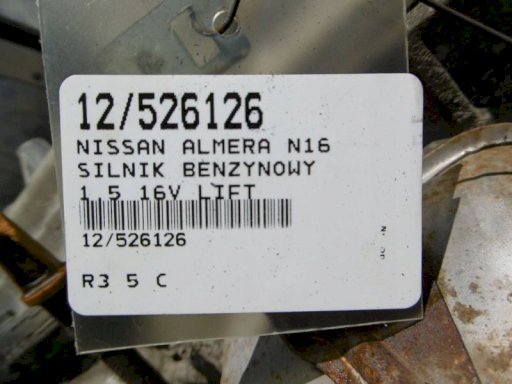 12/526126
NISSAN ALMERA N16
SILNIK BENZYNOWY
1 5 16V LIFT
12/526126
R3 5 C